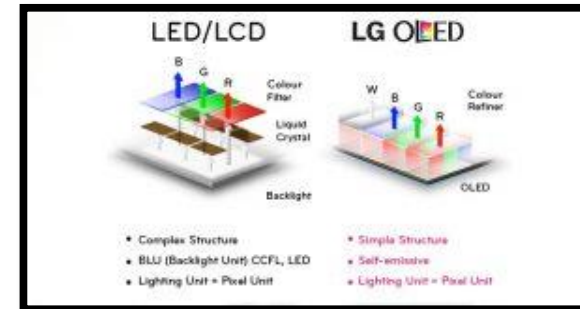 LED/LCD
B
G
R
Colour
Filter
Liquid
Crystal
Backlight
• Complex Structure
• BLU (Backlight Unit) CCFL, LED
• Lighting Unit = Pixel Unit
LG OLED
W
B
G
R
Colour
Refiner
OLED
• Simple Structure
• Self-emissive
• Lighting Unit = Pixel Unit